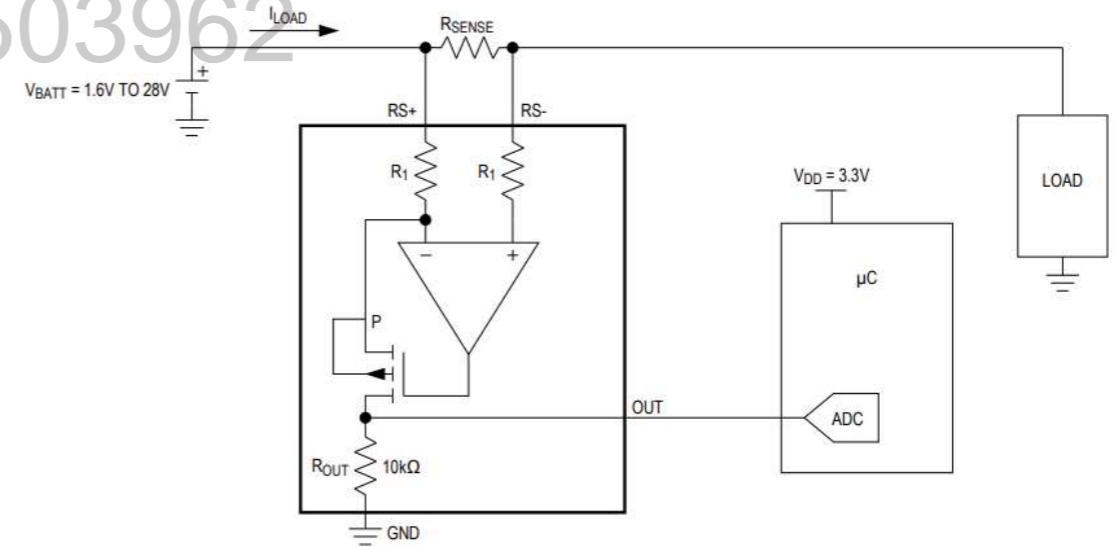 503962
ILOAD
RSENSE
VBATT = 1.6V TO 28V
+
RS+
RS-
R1
R1
VDD = 3.3V
LOAD
−
+
µC
P
OUT
ADC
ROUT
10kΩ
GND